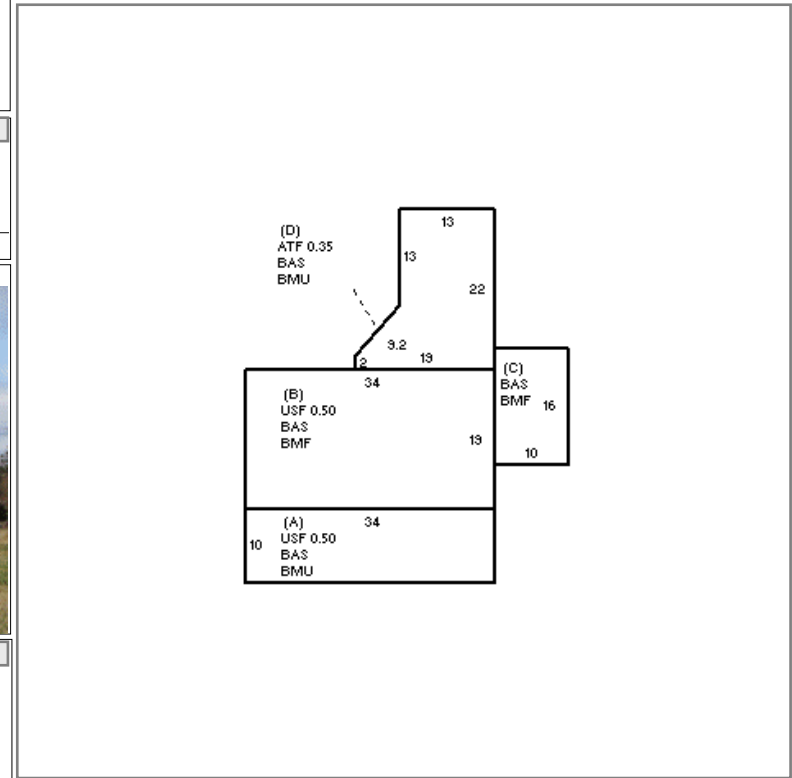 13
(D)
ATF 0.35
BAS
BMU
13
22
9.2
19
2
34
(B)
USF 0.50
BAS
BMF
19
(C)
BAS
BMF
16
10
(A)
USF 0.50
BAS
BMU
34
10